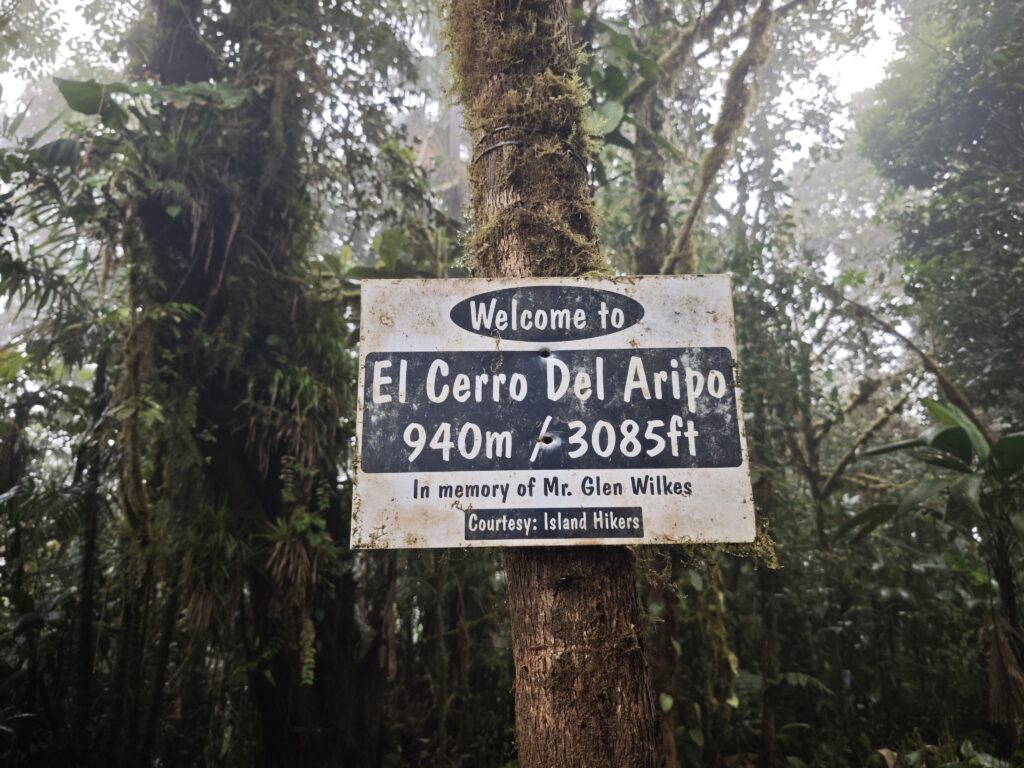 Welcome to
El Cerro Del Aripo
940m / 3085ft
In memory of Mr. Glen Wilkes
Courtesy: Island Hikers